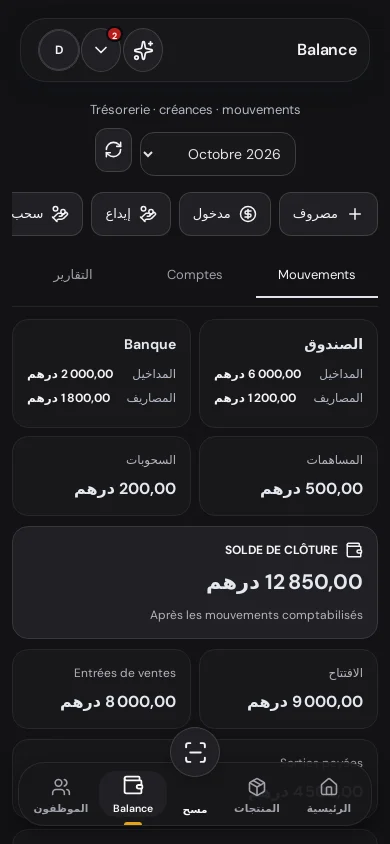 Balance
2
D
Trésorerie · créances · mouvements
Octobre 2026
مصروف
مدخول
إيداع
سحب
Mouvements
Comptes
التقارير
الصندوق
المداخيل 6 000,00 درهم
المصاريف 1 200,00 درهم
Banque
المداخيل 2 000,00 درهم
المصاريف 1 800,00 درهم
المساهمات
500,00 درهم
السحوبات
200,00 درهم
SOLDE DE CLÔTURE
12 850,00 درهم
Après les mouvements comptabilisés
الافتتاح
9 000,00 درهم
Entrées de ventes
8 000,00 درهم
الرئيسية
المنتجات
مسح
Balance
الموظفون